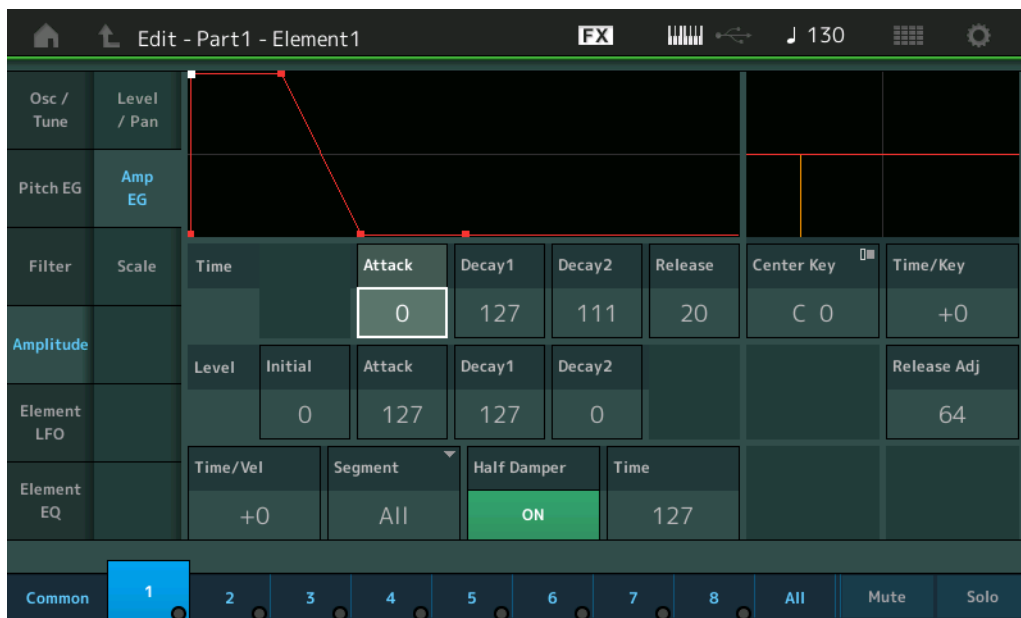 Edit - Part1 - Element1 FX 130
Osc /
Tune
Level
/ Pan
Pitch EG
Amp
EG
Filter
Scale
Amplitude
Element
LFO
Element
EQ
Time Attack Decay1 Decay2 Release Center Key Time/Key
0 127 111 20 C 0 +0
Level Initial Attack Decay1 Decay2 Release Adj
0 127 127 0 64
Time/Vel Segment Half Damper Time
+0 All ON 127
Common 1 2 3 4 5 6 7 8 All Mute Solo